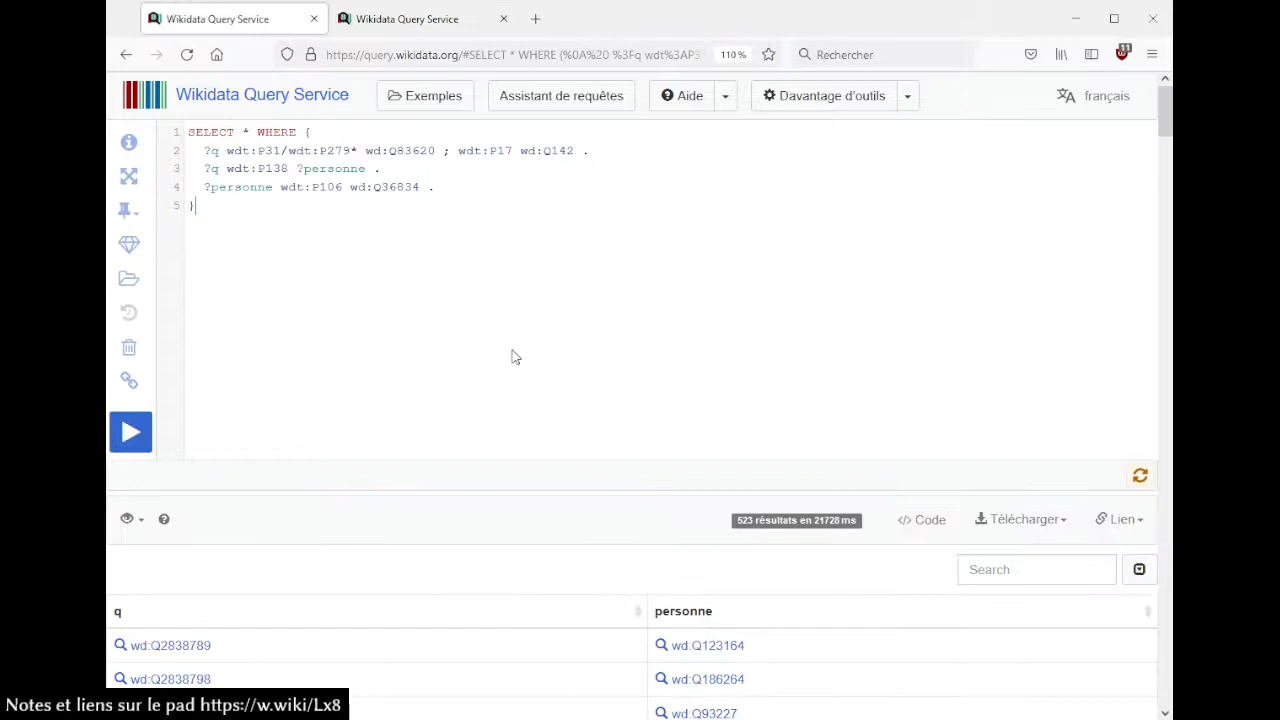 Wikidata Query Service
Wikidata Query Service
https://query.wikidata.org/#SELECT * WHERE {%0A%20 %3Fq wdt%3AP3
110%
Rechercher
11
Wikidata Query Service
Exemples
Assistant de requêtes
Aide
Davantage d'outils
français
1 SELECT * WHERE {
2 ?q wdt:P31/wdt:P279* wd:Q83620 ; wdt:P17 wd:Q142 .
3 ?q wdt:P138 ?personne .
4 ?personne wdt:P106 wd:Q36834 .
5 }
523 résultats en 21728 ms
</> Code
Télécharger
Lien
Search
q personne
wd:Q2838789 wd:Q123164
wd:Q2838798 wd:Q186264
wd:Q93227
Notes et liens sur le pad https://w.wiki/Lx8